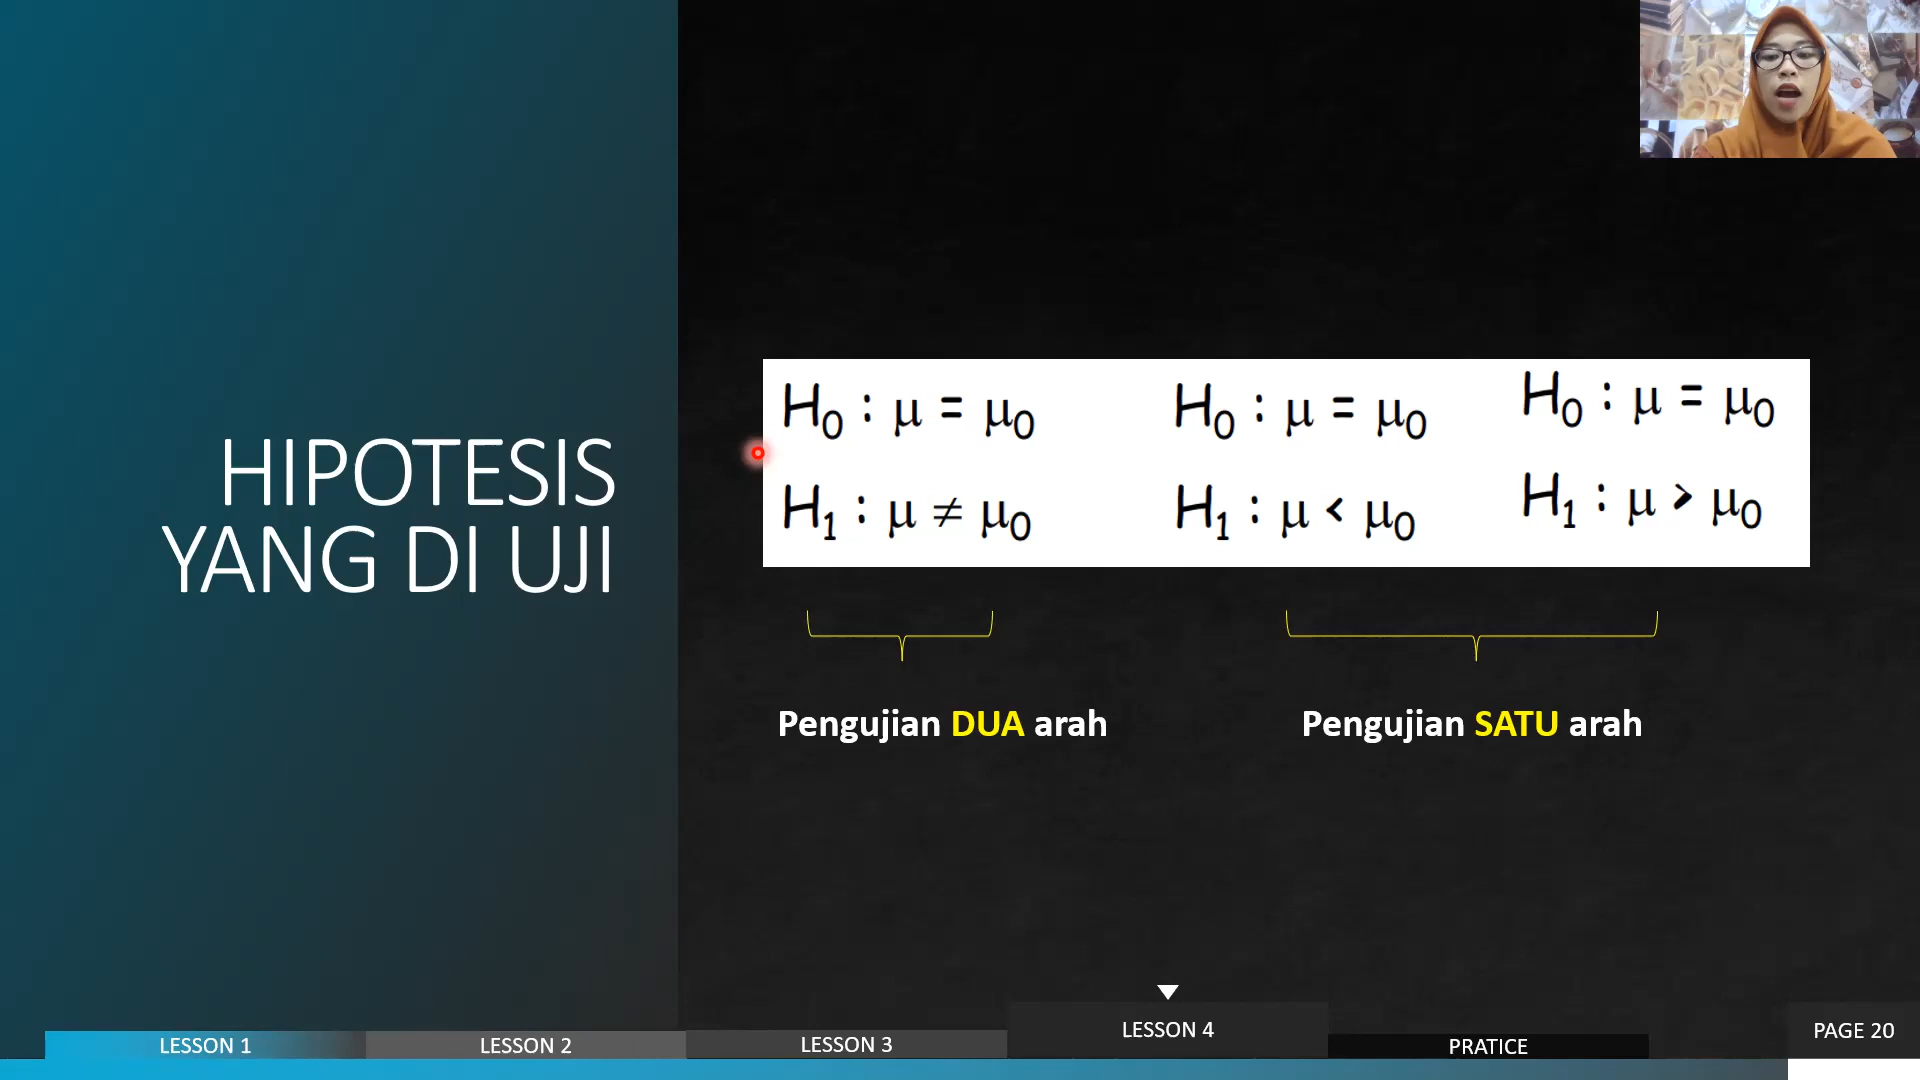 HIPOTESIS
YANG DI UJI
H₀ : μ = μ₀
H₁ : μ ≠ μ₀
H₀ : μ = μ₀
H₁ : μ < μ₀
H₀ : μ = μ₀
H₁ : μ > μ₀
Pengujian DUA arah
Pengujian SATU arah
LESSON 1
LESSON 2
LESSON 3
LESSON 4
PRATICE
PAGE 20